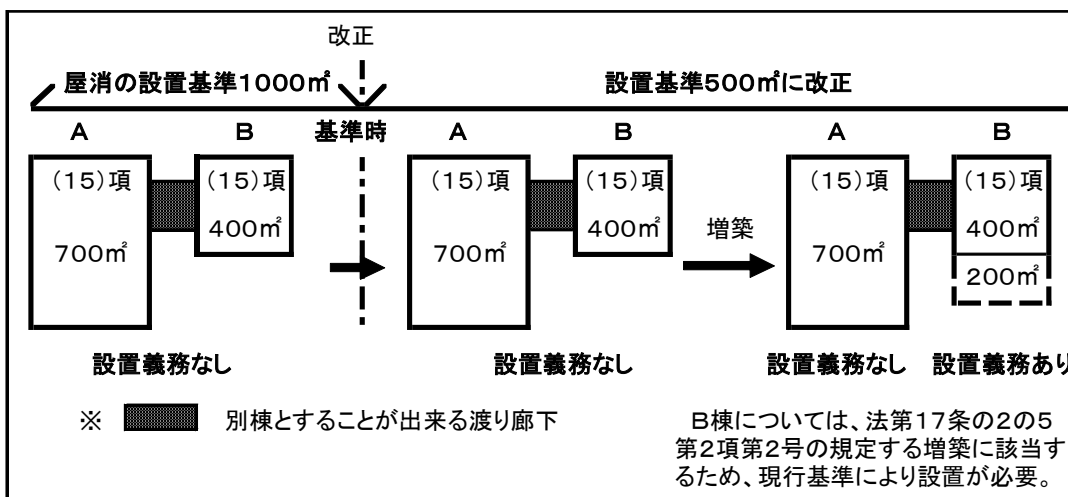 改正
屋消の設置基準1000㎡
設置基準500㎡に改正
A B 基準時 A B A B
(15)項 (15)項 (15)項 (15)項 (15)項 (15)項
700㎡ 400㎡ 700㎡ 400㎡ 増築 700㎡ 400㎡
200㎡
設置義務なし 設置義務なし 設置義務なし 設置義務あり
※ 別棟とすることが出来る渡り廊下
B棟については、法第17条の2の5
第2項第2号の規定する増築に該当す
るため、現行基準により設置が必要。